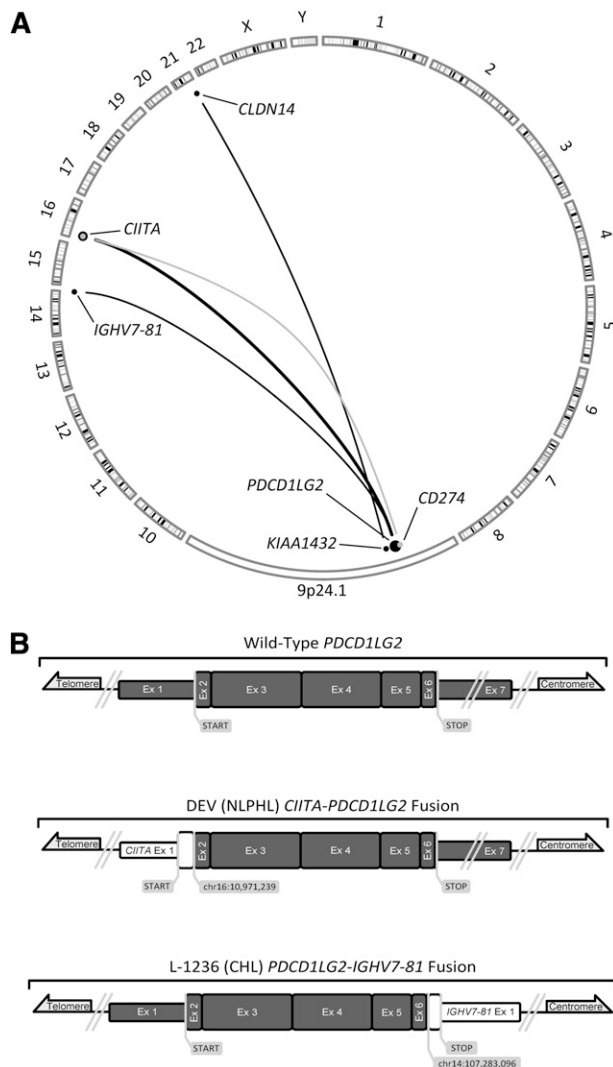 A
X Y 1
22 2
21
20 3
19
18 4
17
16 5
15
14 6
13
12 7
11 8
10
CLDN14
CIITA
IGHV7-81
PDCD1LG2
CD274
KIAA1432
9p24.1
B
Wild-Type PDCD1LG2
Telomere Ex 1 Ex 2 Ex 3 Ex 4 Ex 5 Ex 6 Ex 7 Centromere
START STOP
DEV (NLPHL) CIITA-PDCD1LG2 Fusion
Telomere CIITA Ex 1 Ex 2 Ex 3 Ex 4 Ex 5 Ex 6 Ex 7 Centromere
START chr16:10,971,239 STOP
L-1236 (CHL) PDCD1LG2-IGHV7-81 Fusion
Telomere Ex 1 Ex 2 Ex 3 Ex 4 Ex 5 Ex 6 IGHV7-81 Ex 1 Centromere
START STOP
chr14:107,283,096